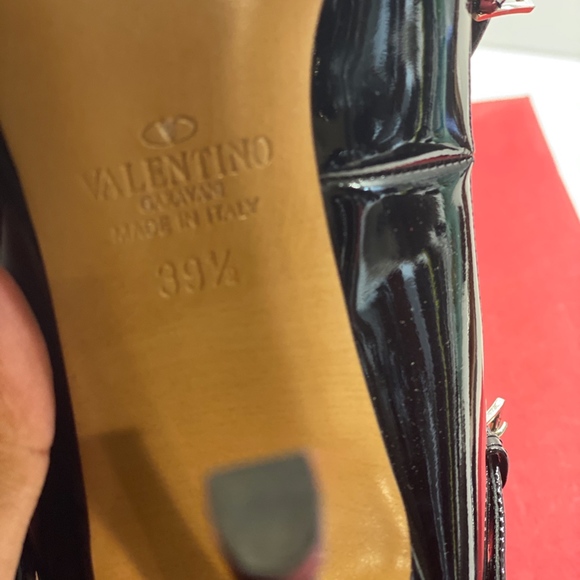 V
VALENTINO
GARAVANI
MADE IN ITALY
39½